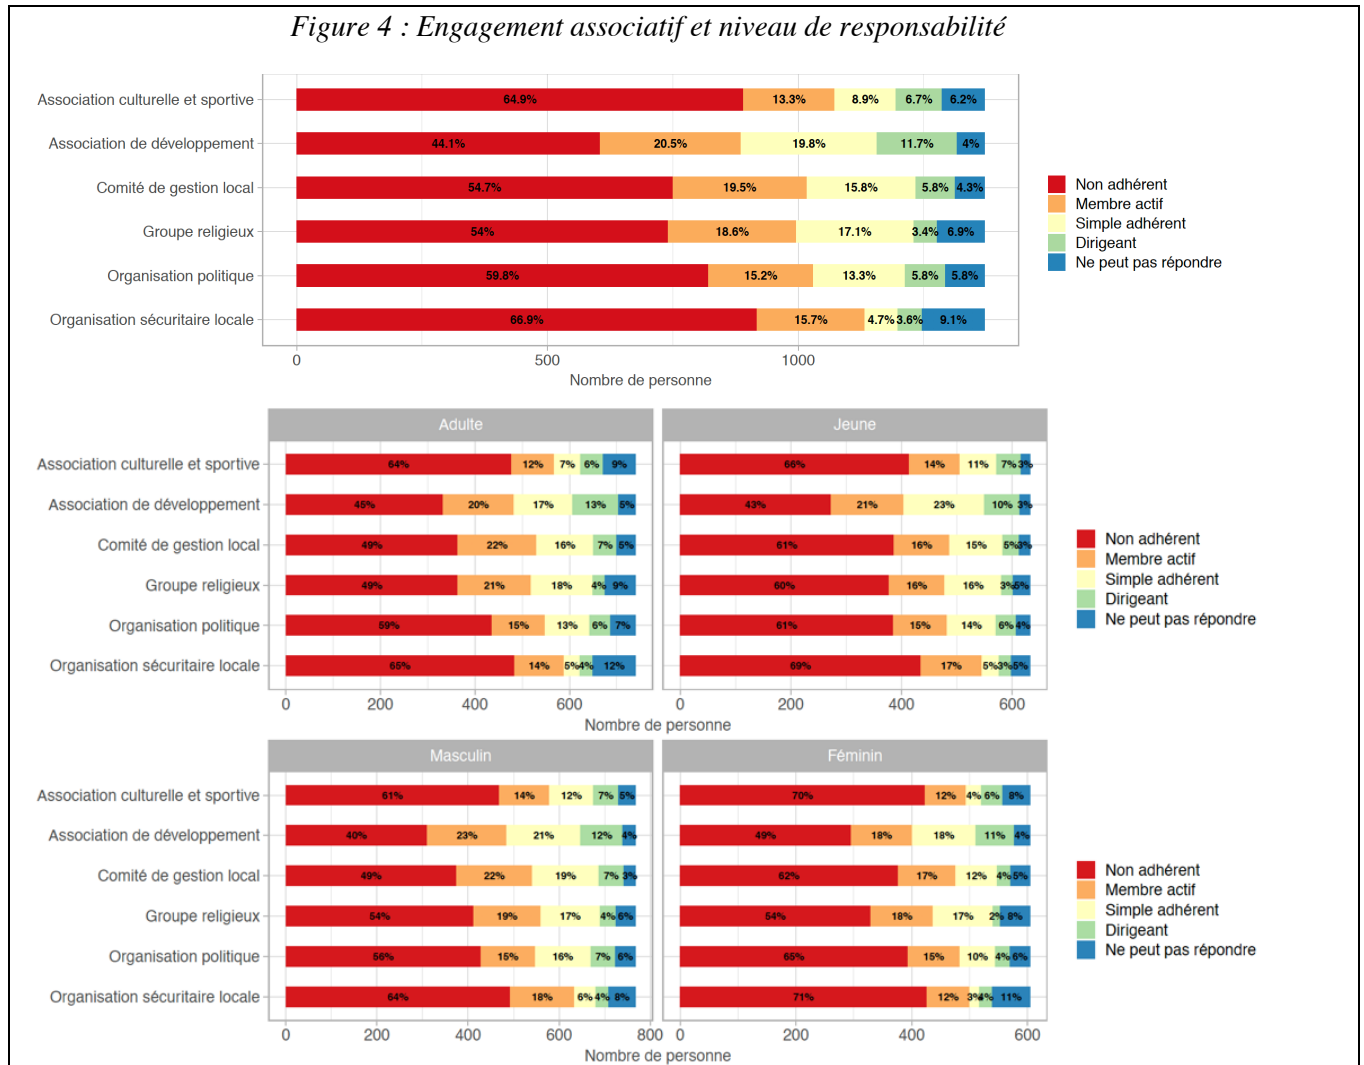 Figure 4 : Engagement associatif et niveau de responsabilité
Association culturelle et sportive 64.9% 13.3% 8.9% 6.7% 6.2%
Association de développement 44.1% 20.5% 19.8% 11.7% 4%
Comité de gestion local 54.7% 19.5% 15.8% 5.8% 4.3%
Groupe religieux 54% 18.6% 17.1% 3.4% 6.9%
Organisation politique 59.8% 15.2% 13.3% 5.8% 5.8%
Organisation sécuritaire locale 66.9% 15.7% 4.7% 3.6% 9.1%
0 500 1000
Nombre de personne
Non adhérent
Membre actif
Simple adhérent
Dirigeant
Ne peut pas répondre
Adulte Jeune
Association culturelle et sportive 64% 12% 7% 6% 9% 66% 14% 11% 7% 3%
Association de développement 45% 20% 17% 13% 5% 43% 21% 23% 10% 3%
Comité de gestion local 49% 22% 16% 7% 5% 61% 16% 15% 5% 3%
Groupe religieux 49% 21% 18% 4% 9% 60% 16% 16% 3% 5%
Organisation politique 59% 15% 13% 6% 7% 61% 15% 14% 6% 4%
Organisation sécuritaire locale 65% 14% 5% 4% 12% 69% 17% 5% 3% 5%
0 200 400 600 0 200 400 600
Nombre de personne
Non adhérent
Membre actif
Simple adhérent
Dirigeant
Ne peut pas répondre
Masculin Féminin
Association culturelle et sportive 61% 14% 12% 7% 5% 70% 12% 4% 6% 8%
Association de développement 40% 23% 21% 12% 4% 49% 18% 18% 11% 4%
Comité de gestion local 49% 22% 19% 7% 3% 62% 17% 12% 4% 5%
Groupe religieux 54% 19% 17% 4% 6% 54% 18% 17% 2% 8%
Organisation politique 56% 15% 16% 7% 6% 65% 15% 10% 4% 6%
Organisation sécuritaire locale 64% 18% 6% 4% 8% 71% 12% 3% 4% 11%
0 200 400 600 800 0 200 400 600
Nombre de personne
Non adhérent
Membre actif
Simple adhérent
Dirigeant
Ne peut pas répondre